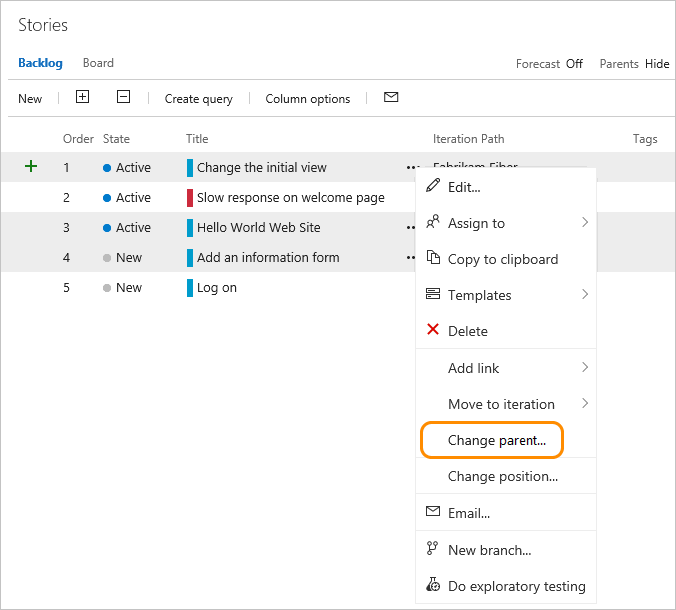 Stories
Backlog Board Forecast Off Parents Hide
New Create query Column options
Order State Title Iteration Path Tags
1 Active Change the initial view ••• Fabrikam Fiber
2 Active Slow response on welcome page
3 Active Hello World Web Site
4 New Add an information form
5 New Log on
Edit...
Assign to
Copy to clipboard
Templates
Delete
Add link
Move to iteration
Change parent...
Change position...
Email...
New branch...
Do exploratory testing